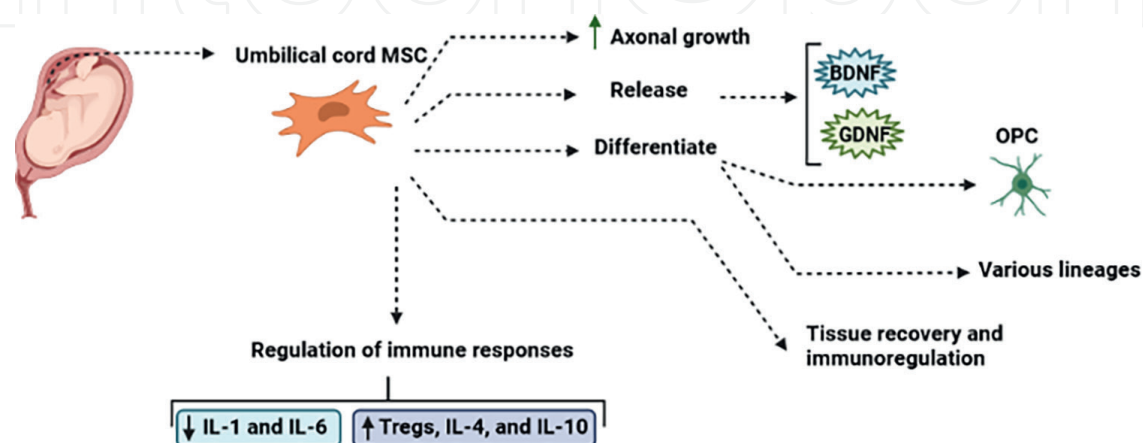 Umbilical cord MSC
Axonal growth
Release
BDNF
GDNF
Differentiate
OPC
Various lineages
Tissue recovery and
immunoregulation
Regulation of immune responses
IL-1 and IL-6
Tregs, IL-4, and IL-10